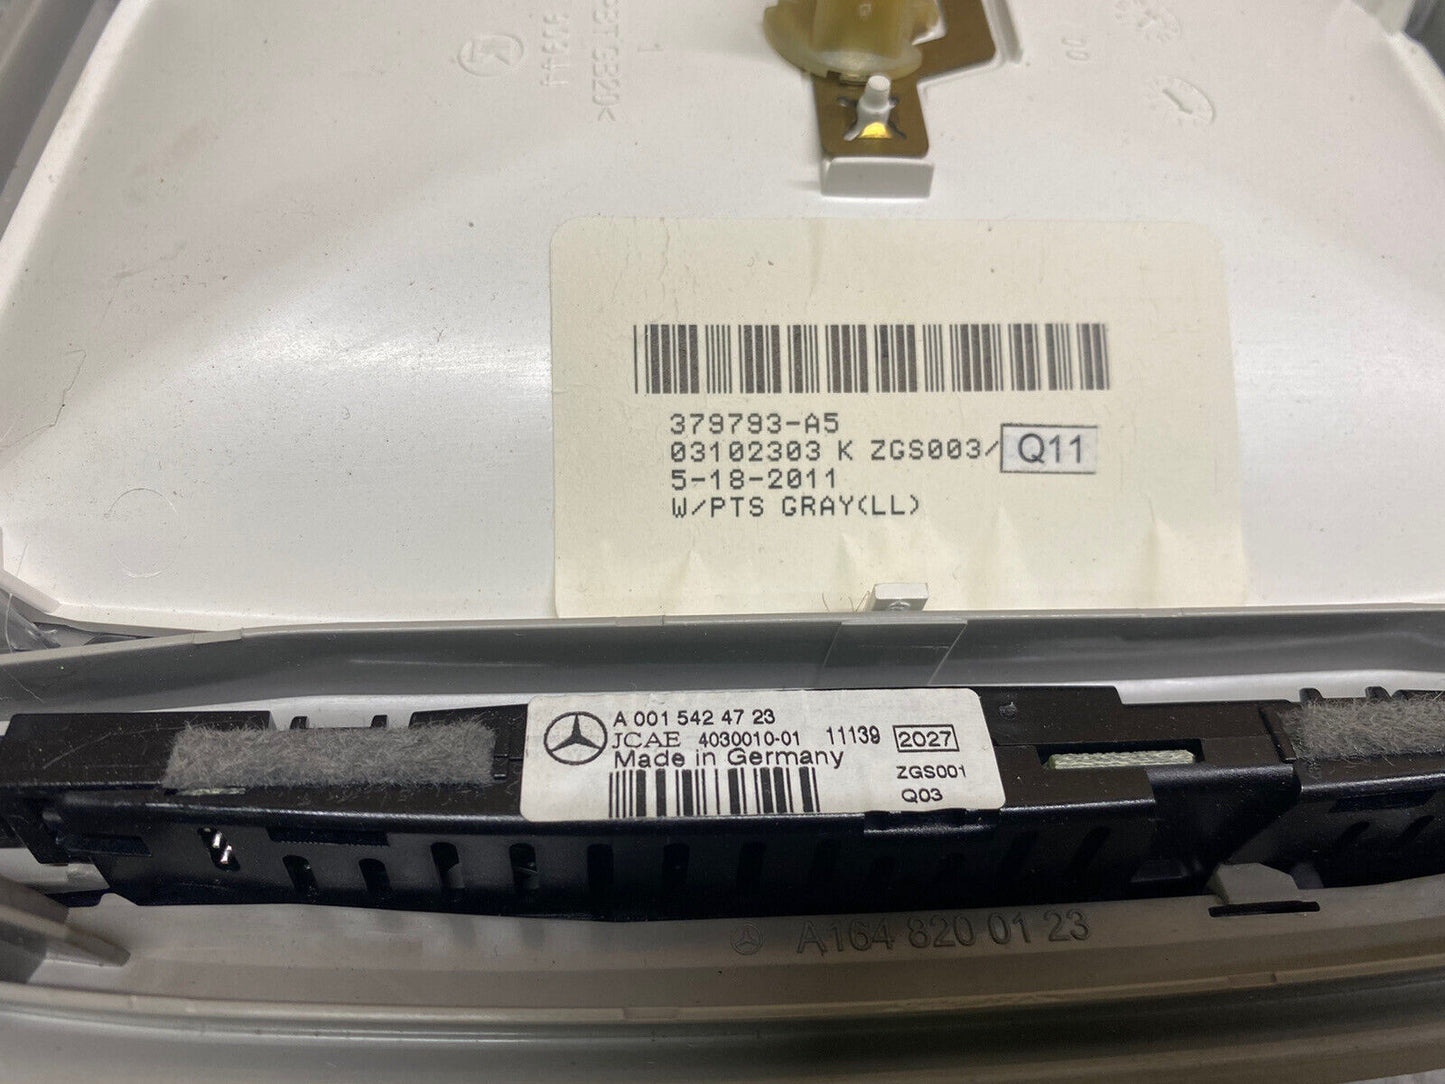 379793-A5
03102303 K ZGS003/ Q11
5-18-2011
W/PTS GRAY(LL)
A 001 542 47 23
JCAE 4030010-01 11139 2027
Made in Germany
ZGS001
Q03
A164 820 01 23